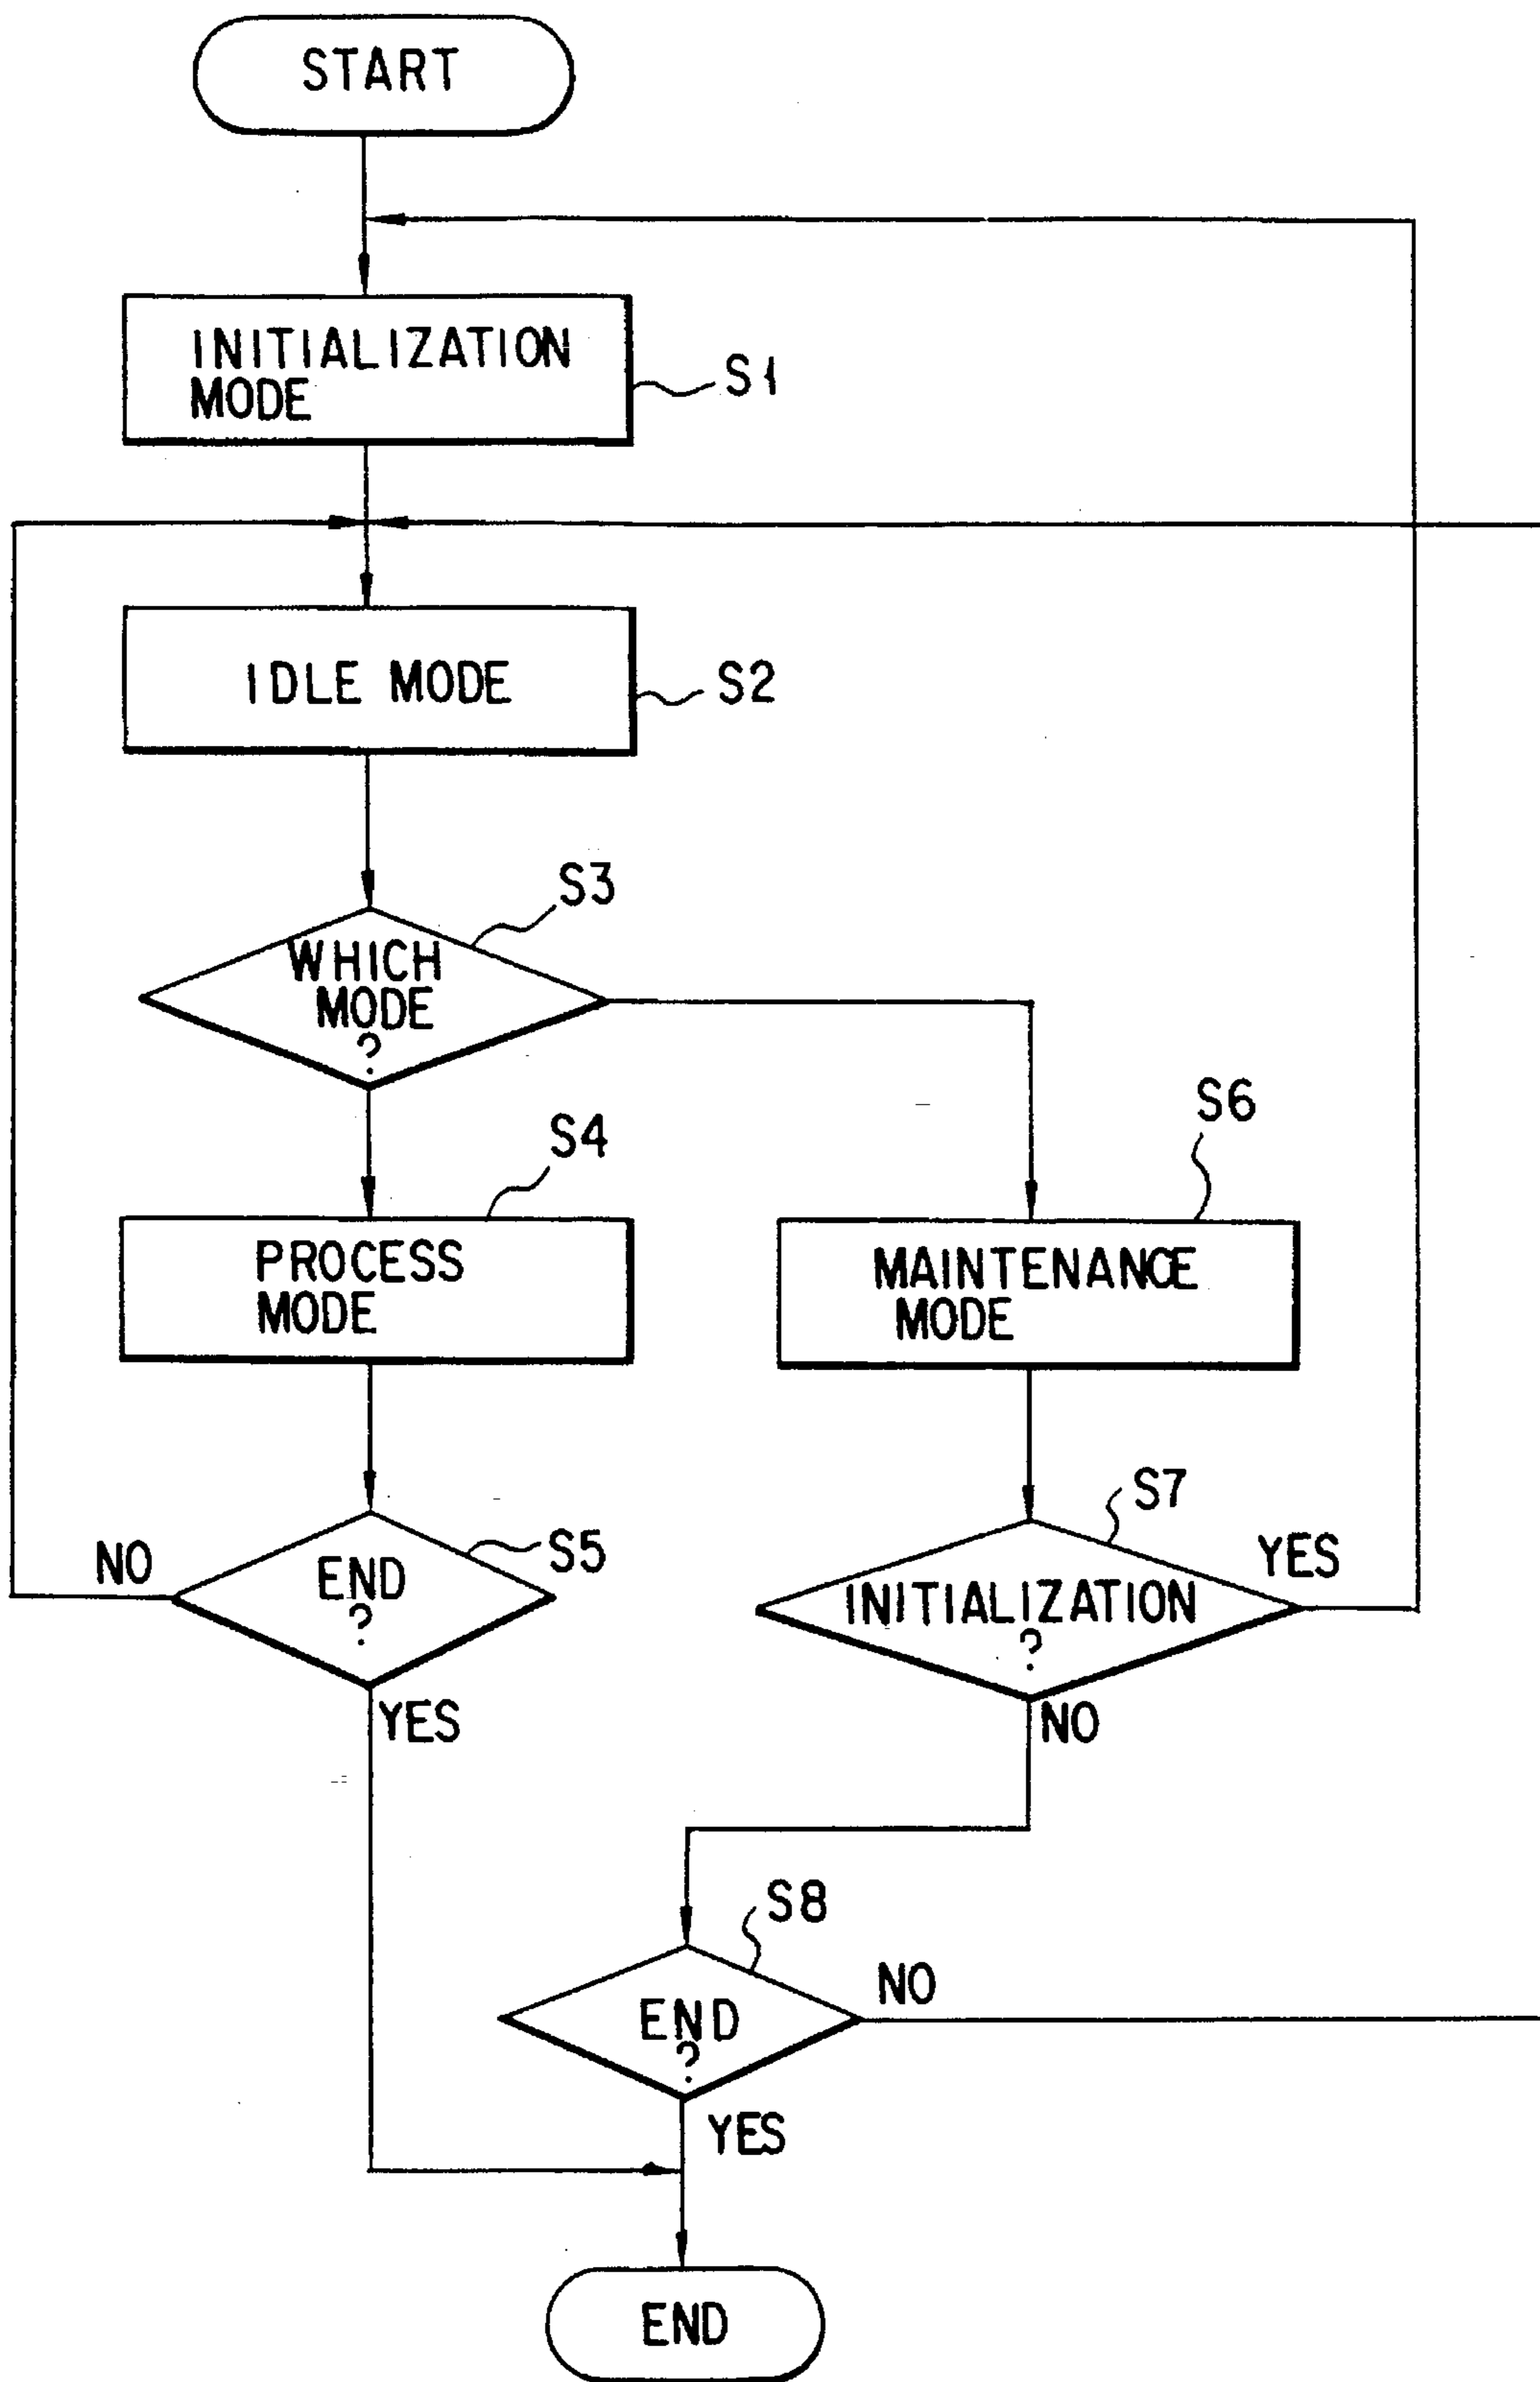 START
INITIALIZATION
MODE
S1
IDLE MODE
S2
S3
WHICH
MODE
?
S4
PROCESS
MODE
S6
MAINTENANCE
MODE
S5
END
?
NO
YES
S7
INITIALIZATION
?
YES
NO
S8
END
?
NO
YES
END